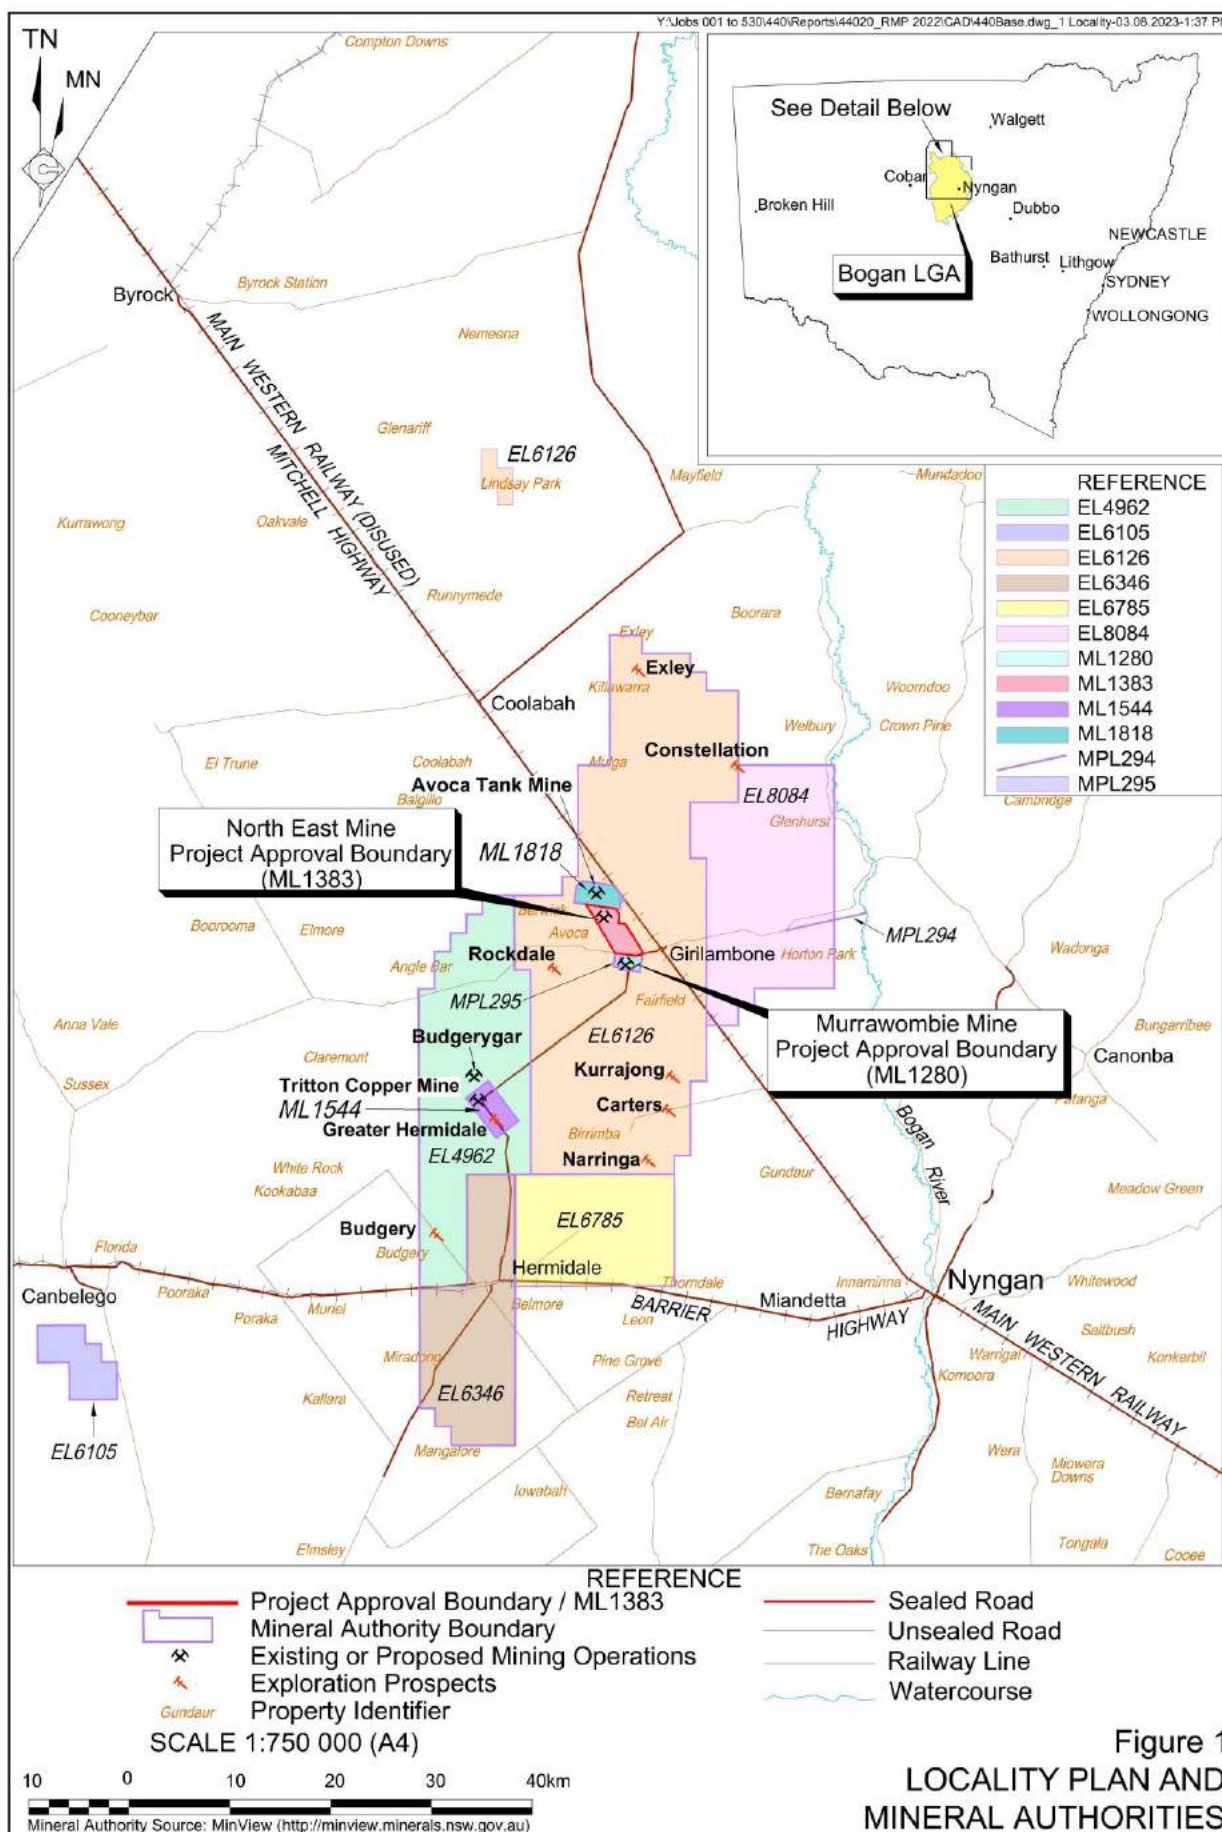 Y:\Jobs 001 to 530\440\Reports\44020_RMP 2022\CAD\440Base.dwg_1 Locality-03.08.2023-1:37 P
TN
MN
Compton Downs
See Detail Below
Walgett
Cobar
Nyngan
Broken Hill
Dubbo
NEWCASTLE
Bathurst
Lithgow
SYDNEY
WOLLONGONG
Bogan LGA
Byrock
Byrock Station
Nemeena
MAIN WESTERN RAILWAY (DISUSED)
MITCHELL HIGHWAY
Glenariff
EL6126
Lindsay Park
Mayfield
Mundadoo
Kurrawong
Oakvale
Runnymede
Cooneybar
Boorara
REFERENCE
EL4962
EL6105
EL6126
EL6346
EL6785
EL8084
ML1280
ML1383
ML1544
ML1818
MPL294
MPL295
Exley
Exley
Killawarra
Coolabah
Woorndoo
Welbury
Crown Pine
Constellation
El Trune
Coolabah
Mulga
Avoca Tank Mine
EL8084
Balgillo
Cambridge
Glenhurst
North East Mine
Project Approval Boundary
(ML1383)
ML1818
Berwick
Boorooma
Elmore
Avoca
MPL294
Girilambone
Horton Park
Wadonga
Angle Bar
Rockdale
MPL295
Fairfield
Anna Vale
Murrawombie Mine
Project Approval Boundary
(ML1280)
Bungarribee
Canonba
Budgerygar
EL6126
Claremont
Kurrajong
Sussex
Tritton Copper Mine
ML1544
Carters
Patanga
Greater Hermidale
Birrimba
Bogan River
EL4962
Narringa
White Rock
Kookabaa
Gundaur
Meadow Green
Budgery
EL6785
Budgery
Florida
Hermidale
Canbelego
Pooraka
Thorndale
Innaminna
Nyngan
Whitewood
Poraka
Muriel
Belmore
BARRIER
HIGHWAY
Miandetta
Leon
MAIN WESTERN RAILWAY
Saltbush
Miradong
Pine Grove
Warrigal
Konkerbil
Komoora
Kallara
EL6346
Retreat
Bel Air
EL6105
Mangalore
Wera
Miowera
Downs
Iowabah
Bernafay
Elmsley
The Oaks
Tongala
Cooee
REFERENCE
Project Approval Boundary / ML1383
Mineral Authority Boundary
Existing or Proposed Mining Operations
Exploration Prospects
Gundaur
Property Identifier
Sealed Road
Unsealed Road
Railway Line
Watercourse
SCALE 1:750 000 (A4)
10 0 10 20 30 40km
Mineral Authority Source: MinView (http://minview.minerals.nsw.gov.au)
Figure 1
LOCALITY PLAN AND
MINERAL AUTHORITIES